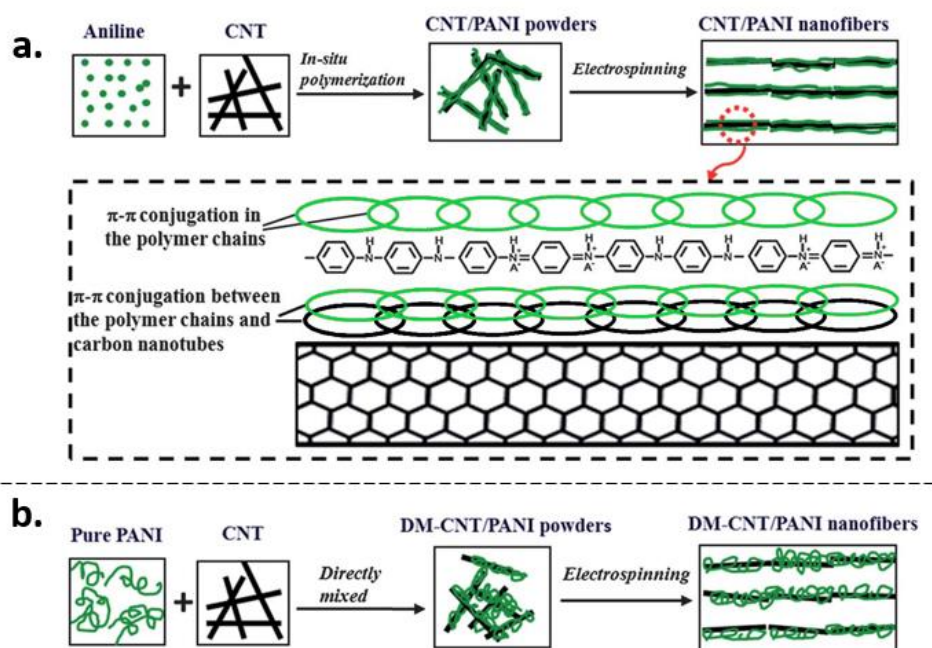 a.
Aniline
CNT
CNT/PANI powders
CNT/PANI nanofibers
+
In-situ
polymerization
Electrospinning
π-π conjugation in
the polymer chains
H H H H H H H H
N N N⁺ N⁺ N N N⁺ N⁺
A⁻ A⁻ A⁻ A⁻
π-π conjugation between
the polymer chains and
carbon nanotubes
b.
Pure PANI
CNT
DM-CNT/PANI powders
DM-CNT/PANI nanofibers
+
Directly
mixed
Electrospinning